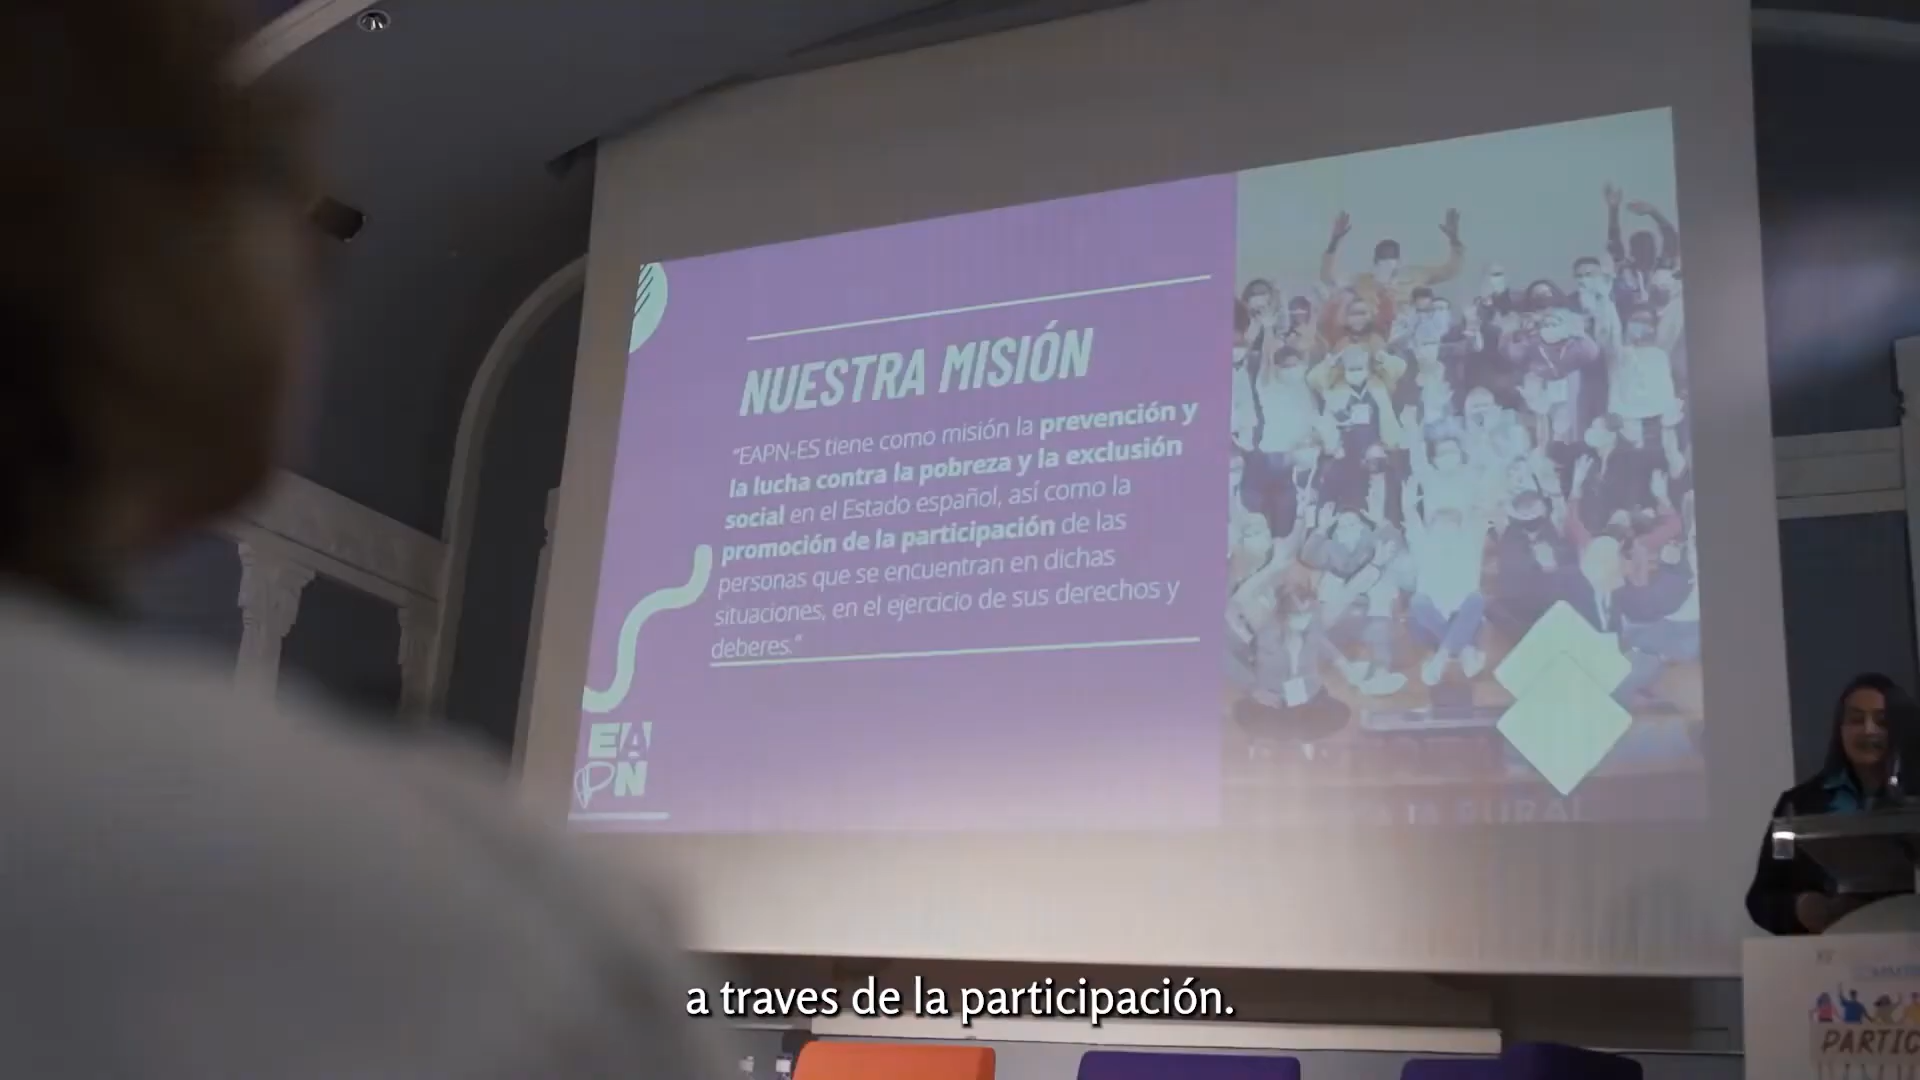 NUESTRA MISIÓN
“EAPN-ES tiene como misión la prevención y
la lucha contra la pobreza y la exclusión
social en el Estado español, así como la
promoción de la participación de las
personas que se encuentran en dichas
situaciones, en el ejercicio de sus derechos y
deberes.”
EA
PN
RURAL
a traves de la participación.
PARTIC